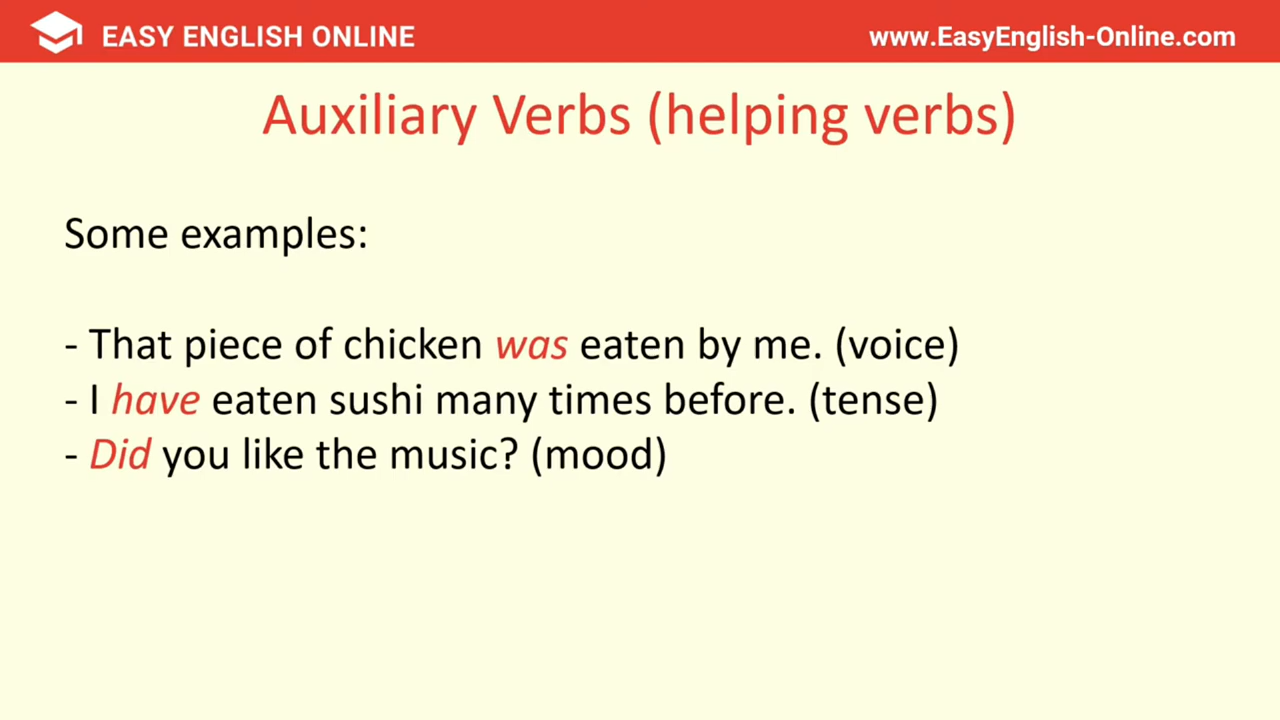 EASY ENGLISH ONLINE
www.EasyEnglish-Online.com
Auxiliary Verbs (helping verbs)
Some examples:
- That piece of chicken was eaten by me. (voice)
- I have eaten sushi many times before. (tense)
- Did you like the music? (mood)